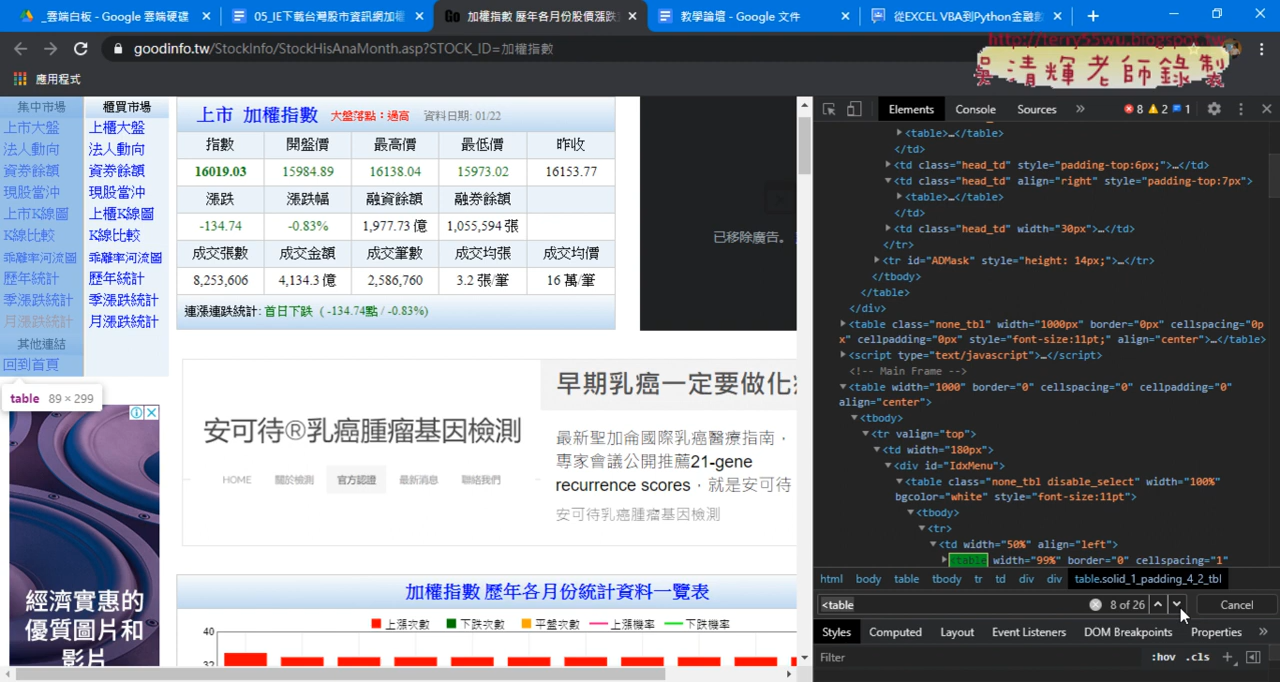 _雲端白板 - Google 雲端硬碟
05_IE下載台灣股市資訊網加權
Go 加權指數 歷年各月份股價漲跌
教學論壇 - Google 文件
從EXCEL VBA到Python金融
goodinfo.tw/StockInfo/StockHisAnaMonth.asp?STOCK_ID=加權指數
http://terry55wu.blogspot.tw
吳清輝老師錄製
應用程式
集中市場 櫃買市場
上市大盤 上櫃大盤
法人動向 法人動向
資券餘額 資券餘額
現股當沖 現股當沖
上市K線圖 上櫃K線圖
K線比較 K線比較
乖離率河流圖 乖離率河流圖
歷年統計 歷年統計
季漲跌統計 季漲跌統計
月漲跌統計 月漲跌統計
其他連結
回到首頁
table 89 × 299
經濟實惠的
優質圖片和
影片
上市 加權指數 大盤落點：過高 資料日期: 01/22
指數 開盤價 最高價 最低價 昨收
16019.03 15984.89 16138.04 15973.02 16153.77
漲跌 漲跌幅 融資餘額 融券餘額
-134.74 -0.83% 1,977.73 億 1,055,594 張
成交張數 成交金額 成交筆數 成交均張 成交均價
8,253,606 4,134.3 億 2,586,760 3.2 張/筆 16 萬/筆
連漲連跌統計: 首日下跌 ( -134.74點 / -0.83%)
已移除廣告。
安可待®乳癌腫瘤基因檢測
HOME 關於檢測 官方認證 最新消息 聯絡我們
早期乳癌一定要做化
最新聖加侖國際乳癌醫療指南，
專家會議公開推薦21-gene
recurrence scores，就是安可待
安可待乳癌腫瘤基因檢測
加權指數 歷年各月份統計資料一覽表
上漲次數 下跌次數 平盤次數 上漲機率 下跌機率
40
32
Elements Console Sources » 8 2 1
<table>…</table>
</td>
<td class="head_td" style="padding-top:6px;">…</td>
<td class="head_td" align="right" style="padding-top:7px">
<table>…</table>
</td>
<td class="head_td" width="30px">…</td>
</tr>
<tr id="ADMask" style="height: 14px;">…</tr>
</tbody>
</table>
</div>
<table class="none_tbl" width="1000px" border="0px" cellspacing="0p
x" cellpadding="0px" style="font-size:11pt;" align="center">…</table>
<script type="text/javascript">…</script>
<!-- Main Frame -->
<table width="1000" border="0" cellspacing="0" cellpadding="0"
align="center">
<tbody>
<tr valign="top">
<td width="180px">
<div id="IdxMenu">
<table class="none_tbl disable_select" width="100%"
bgcolor="white" style="font-size:11pt">
<tbody>
<tr>
<td width="50%" align="left">
<table width="99%" border="0" cellspacing="1"
html body table tbody tr td div div table.solid_1_padding_4_2_tbl
<table 8 of 26 Cancel
Styles Computed Layout Event Listeners DOM Breakpoints Properties »
Filter :hov .cls +